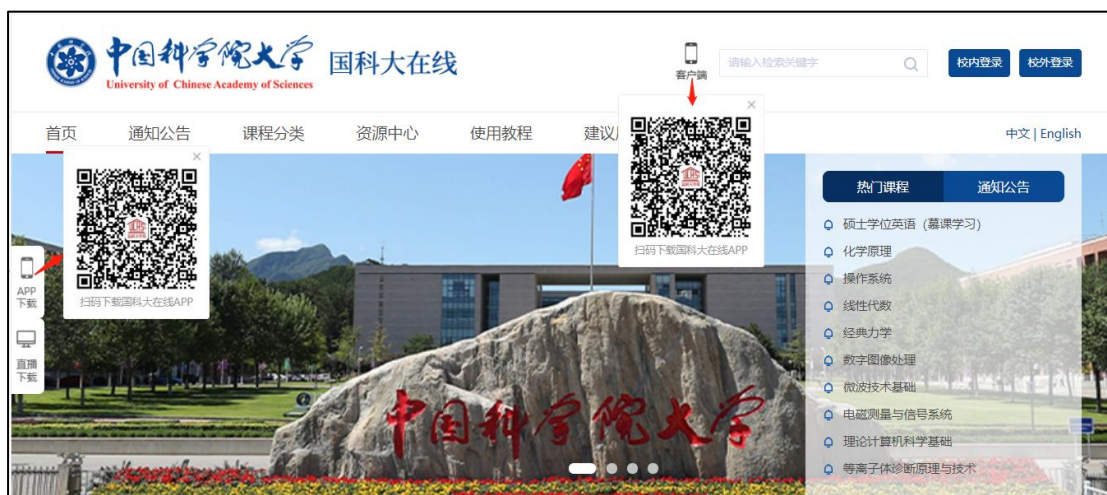 中国科学院大学
University of Chinese Academy of Sciences
国科大在线
客户端
请输入检索关键字
校内登录
校外登录
首页
通知公告
课程分类
资源中心
使用教程
建议
中文 | English
扫码下载国科大在线APP
扫码下载国科大在线APP
APP
下载
直播
下载
热门课程
通知公告
硕士学位英语（慕课学习）
化学原理
操作系统
线性代数
经典力学
数字图像处理
微波技术基础
电磁测量与信号系统
理论计算机科学基础
等离子体诊断原理与技术
中国科学院大学